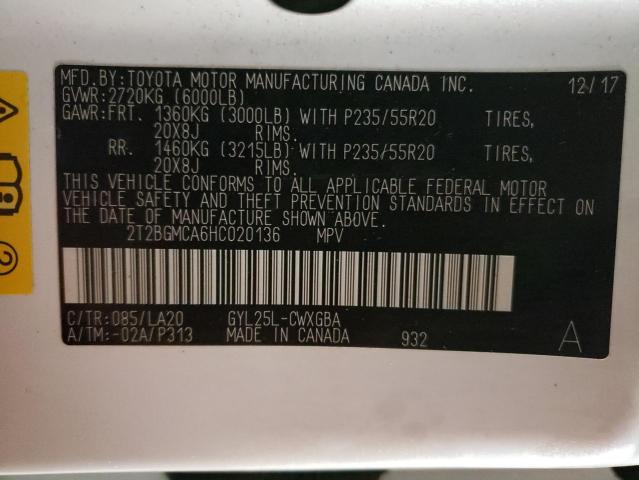 MFD.BY:TOYOTA MOTOR MANUFACTURING CANADA INC. 12/17
GVWR:2720KG (6000LB)
GAWR:FRT. 1360KG (3000LB) WITH P235/55R20 TIRES,
20X8J RIMS.
RR. 1460KG (3215LB) WITH P235/55R20 TIRES,
20X8J RIMS.
THIS VEHICLE CONFORMS TO ALL APPLICABLE FEDERAL MOTOR
VEHICLE SAFETY AND THEFT PREVENTION STANDARDS IN EFFECT ON
THE DATE OF MANUFACTURE SHOWN ABOVE.
2T2BGMCA6HC020136 MPV
C/TR:085/LA20 GYL25L-CWXGBA
A/TM:-02A/P313 MADE IN CANADA 932 A
2